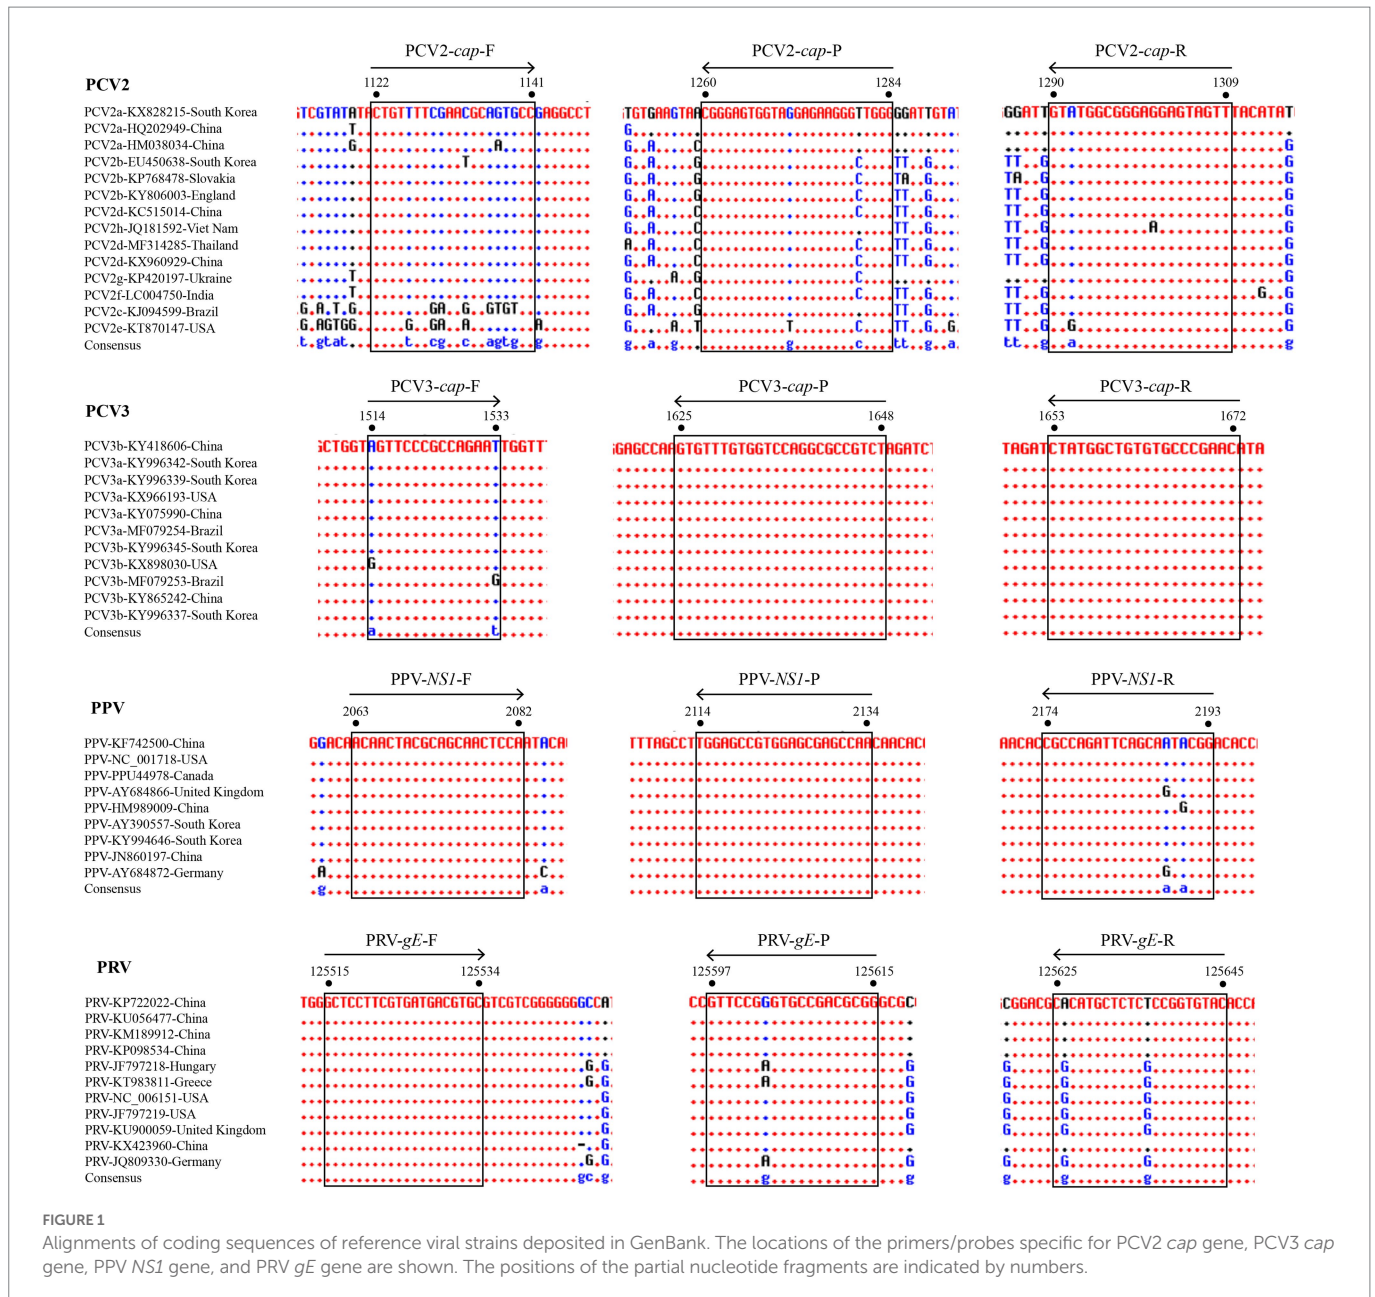 PCV2-cap-F PCV2-cap-P PCV2-cap-R
PCV2 1122 1141 1260 1284 1290 1309
PCV2a-KX828215-South Korea
PCV2a-HQ202949-China
PCV2a-HM038034-China
PCV2b-EU450638-South Korea
PCV2b-KP768478-Slovakia
PCV2b-KY806003-England
PCV2d-KC515014-China
PCV2h-JQ181592-Viet Nam
PCV2d-MF314285-Thailand
PCV2d-KX960929-China
PCV2g-KP420197-Ukraine
PCV2f-LC004750-India
PCV2c-KJ094599-Brazil
PCV2e-KT870147-USA
Consensus
PCV3-cap-F PCV3-cap-P PCV3-cap-R
PCV3 1514 1533 1625 1648 1653 1672
PCV3b-KY418606-China GCTGGTAGTTCCCGCCAGAATTGGTTT GGAGCCAAGTGTTTGTGGTCCAGGCGCCGTCTAGATCT TAGATCTATGGCTGTGTGCCCGAACATA
PCV3a-KY996342-South Korea
PCV3a-KY996339-South Korea
PCV3a-KX966193-USA
PCV3a-KY075990-China
PCV3a-MF079254-Brazil
PCV3b-KY996345-South Korea
PCV3b-KX898030-USA G
PCV3b-MF079253-Brazil G
PCV3b-KY865242-China
PCV3b-KY996337-South Korea
Consensus a t
PPV-NS1-F PPV-NS1-P PPV-NS1-R
PPV 2063 2082 2114 2134 2174 2193
PPV-KF742500-China GGACAACAACTACGCAGCAACTCCAATACA TTTAGCCTTGGAGCCGTGGAGCGAGCCAACAACAC AACACCGCCAGATTCAGCAATACGGACACC
PPV-NC_001718-USA
PPV-PPU44978-Canada
PPV-AY684866-United Kingdom G
PPV-HM989009-China G
PPV-AY390557-South Korea
PPV-KY994646-South Korea
PPV-JN860197-China
PPV-AY684872-Germany A C G
Consensus g a a a
PRV-gE-F PRV-gE-P PRV-gE-R
PRV 125515 125534 125597 125615 125625 125645
PRV-KP722022-China TGGGCTCCTTCGTGATGACGTGCGTCGTCGGGGGGGCCA CCGTTCCGGGTGCCGACGCGGGCGC CGGACGCACATGCTCTCTCCGGTGTACACC
PRV-KU056477-China
PRV-KM189912-China
PRV-KP098534-China
PRV-JF797218-Hungary G G A G G G G
PRV-KT983811-Greece G G A G G G G
PRV-NC_006151-USA G G G G G
PRV-JF797219-USA G G G G G
PRV-KU900059-United Kingdom G G G G G
PRV-KX423960-China - G
PRV-JQ809330-Germany G G A G G G G
Consensus gc g g g g g g
FIGURE 1
Alignments of coding sequences of reference viral strains deposited in GenBank. The locations of the primers/probes specific for PCV2 cap gene, PCV3 cap
gene, PPV NS1 gene, and PRV gE gene are shown. The positions of the partial nucleotide fragments are indicated by numbers.